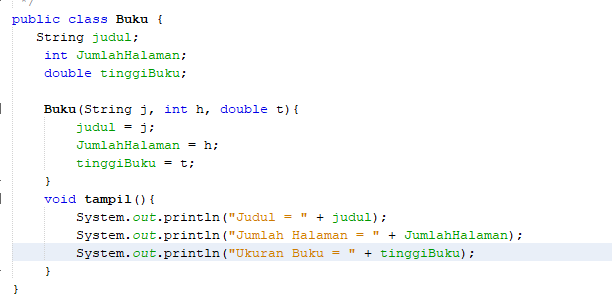 */
public class Buku {
String judul;
int JumlahHalaman;
double tinggiBuku;
Buku(String j, int h, double t){
judul = j;
JumlahHalaman = h;
tinggiBuku = t;
}
void tampil(){
System.out.println("Judul = " + judul);
System.out.println("Jumlah Halaman = " + JumlahHalaman);
System.out.println("Ukuran Buku = " + tinggiBuku);
}
}